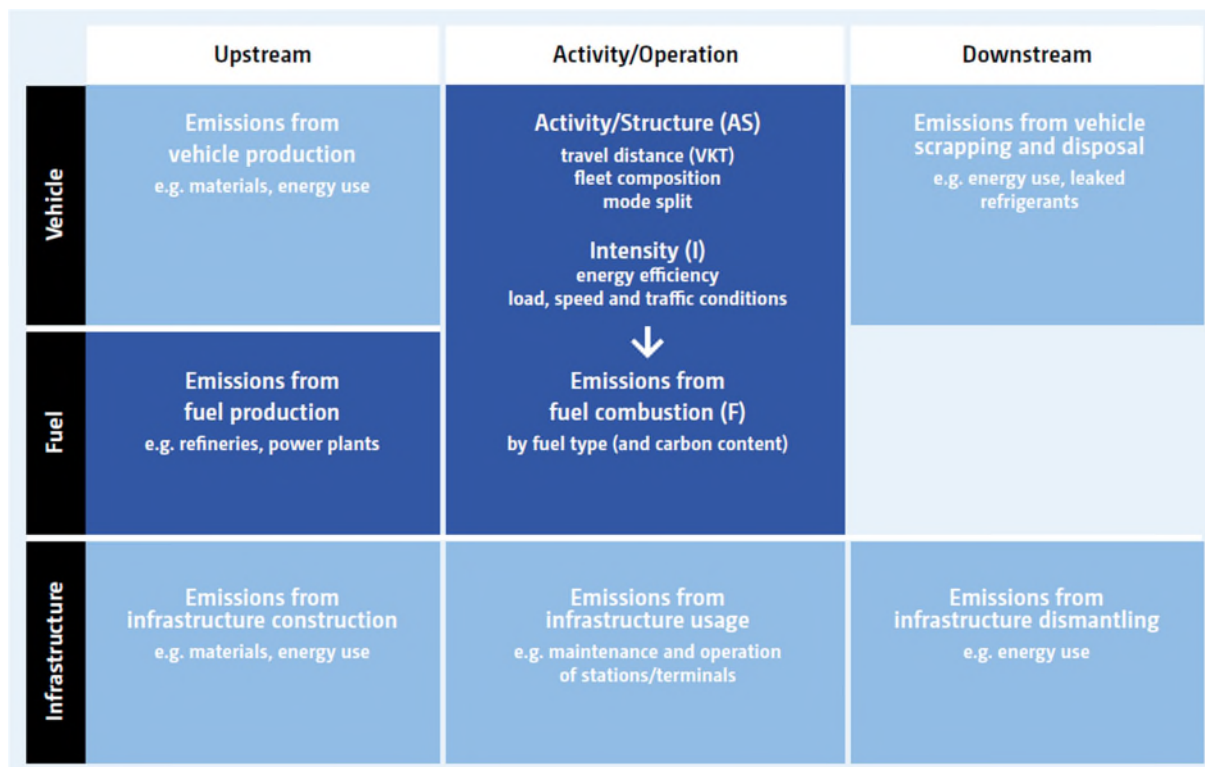 Upstream
Activity/Operation
Downstream
Vehicle
Emissions from
vehicle production
e.g. materials, energy use
Activity/Structure (AS)
travel distance (VKT)
fleet composition
mode split
Intensity (I)
energy efficiency
load, speed and traffic conditions
Emissions from vehicle
scrapping and disposal
e.g. energy use, leaked
refrigerants
Fuel
Emissions from
fuel production
e.g. refineries, power plants
Emissions from
fuel combustion (F)
by fuel type (and carbon content)
Infrastructure
Emissions from
infrastructure construction
e.g. materials, energy use
Emissions from
infrastructure usage
e.g. maintenance and operation
of stations/terminals
Emissions from
infrastructure dismantling
e.g. energy use